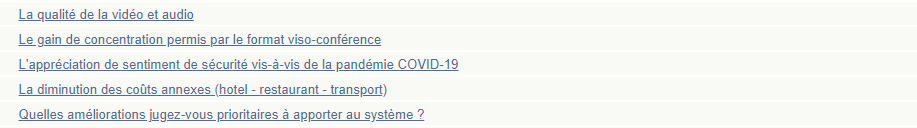 La qualité de la vidéo et audio
Le gain de concentration permis par le format viso-conférence
L'appréciation de sentiment de sécurité vis-à-vis de la pandémie COVID-19
La diminution des coûts annexes (hotel - restaurant - transport)
Quelles améliorations jugez-vous prioritaires à apporter au système ?